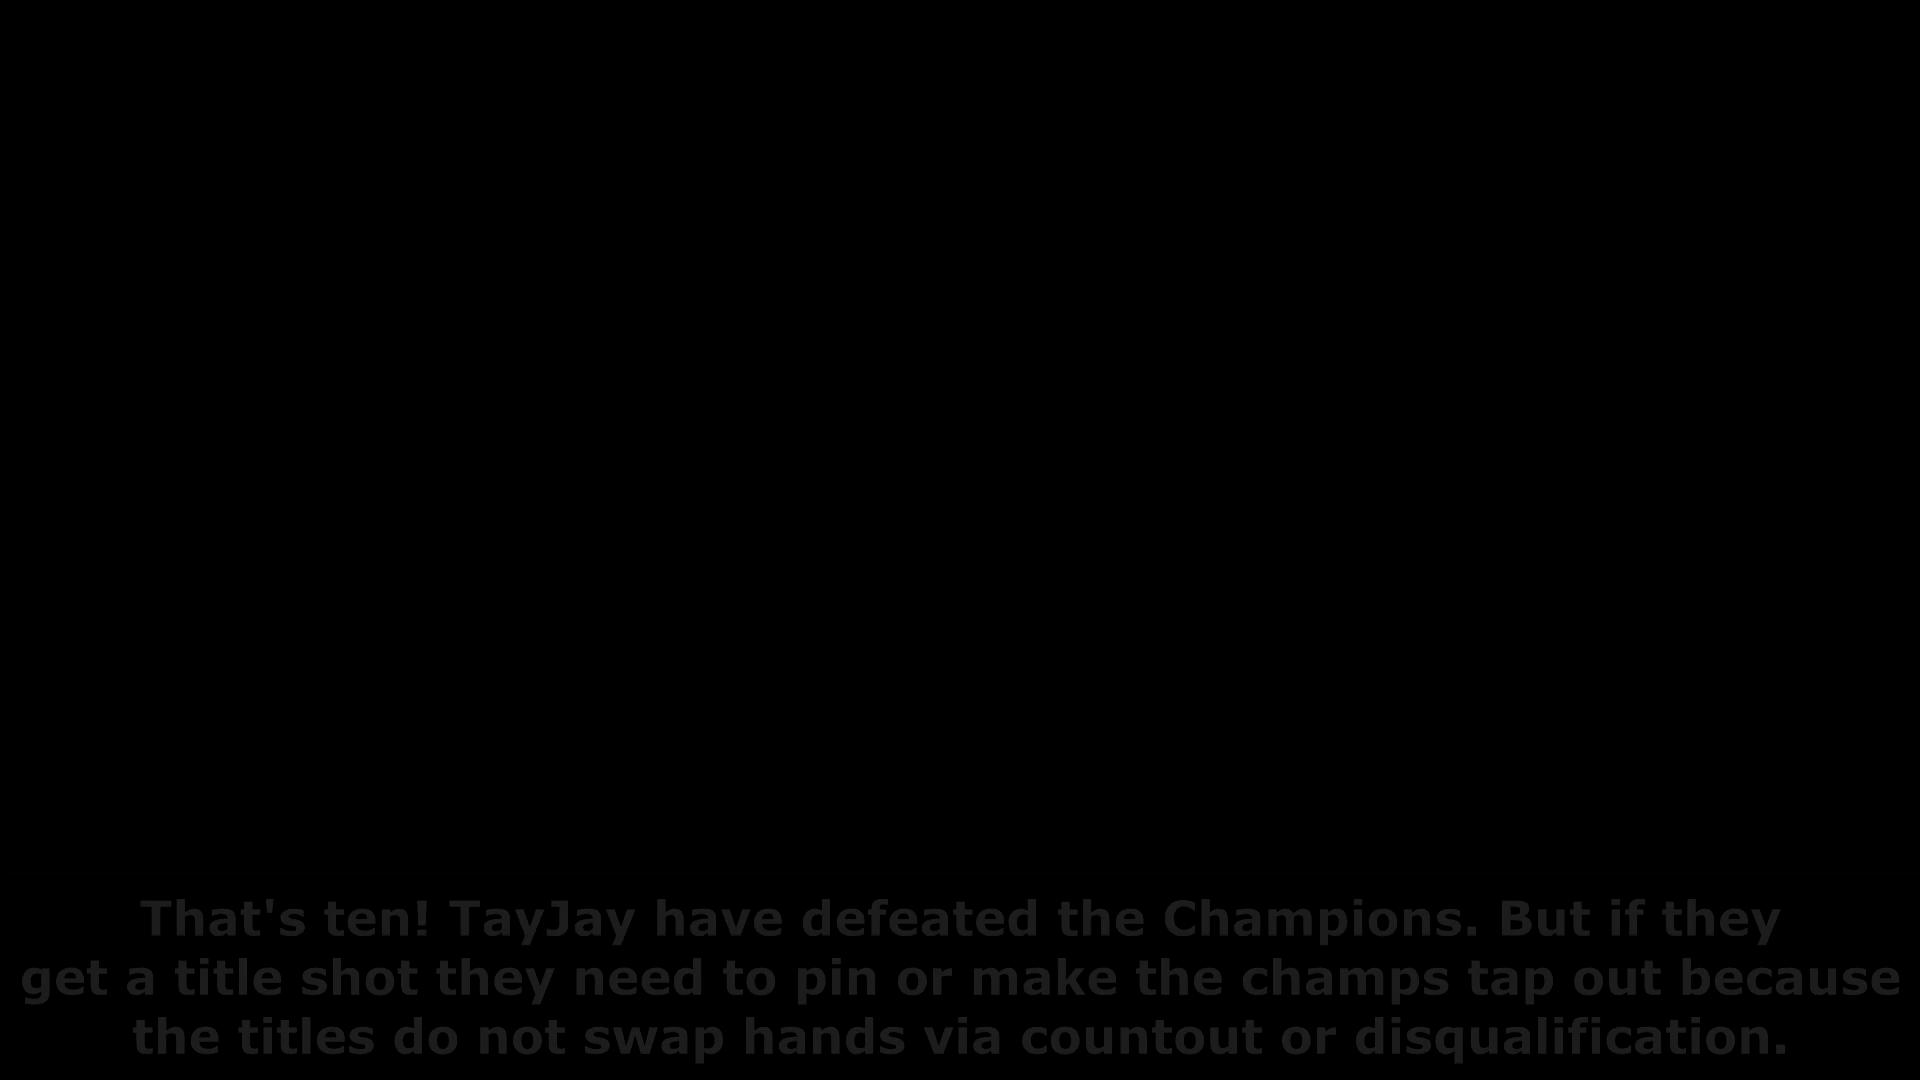 That's ten! TayJay have defeated the Champions. But if they
get a title shot they need to pin or make the champs tap out because
the titles do not swap hands via countout or disqualification.